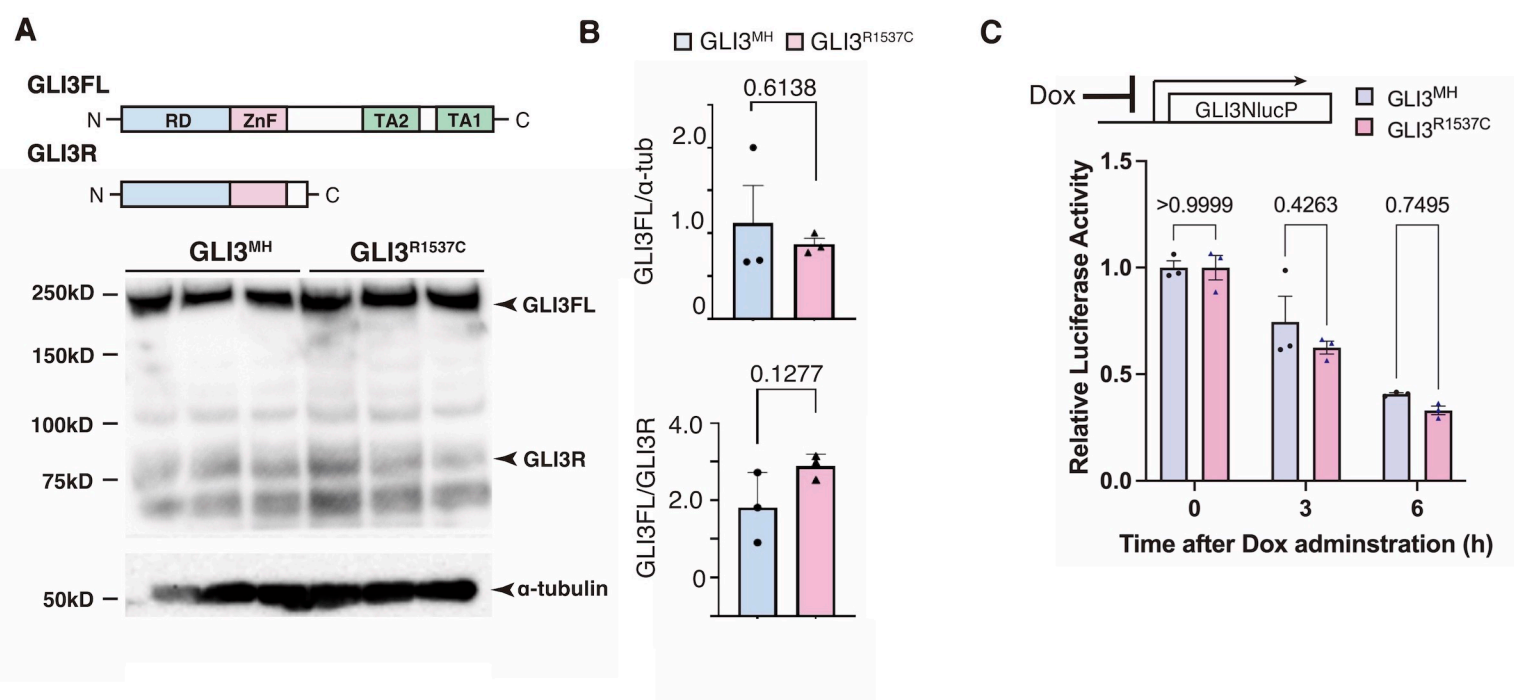 A
GLI3FL
N RD ZnF TA2 TA1 C
GLI3R
N C
GLI3MH GLI3R1537C
250kD
GLI3FL
150kD
100kD
GLI3R
75kD
50kD
α-tubulin
B
GLI3MH GLI3R1537C
0.6138
GLI3FL/α-tub
2.0
1.0
0
0.1277
GLI3FL/GLI3R
4.0
2.0
0
C
Dox
GLI3NlucP
GLI3MH
GLI3R1537C
Relative Luciferase Activity
1.5
1.0
0.5
0.0
>0.9999 0.4263 0.7495
0 3 6
Time after Dox adminstration (h)